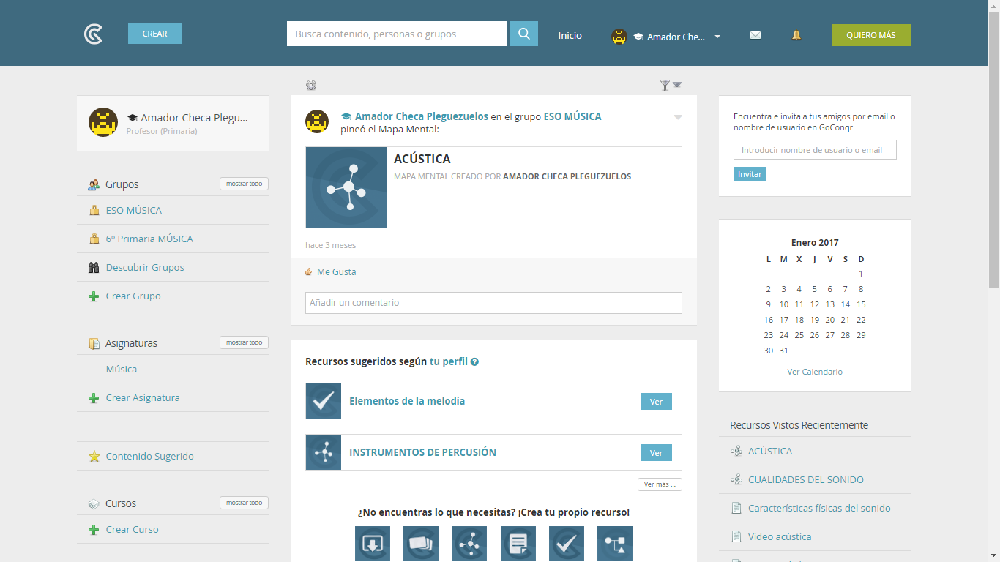 CREAR
Busca contenido, personas o grupos
Inicio
Amador Che...
QUIERO MÁS
Amador Checa Plegu...
Profesor (Primaria)
Grupos
mostrar todo
ESO MÚSICA
6º Primaria MÚSICA
Descubrir Grupos
Crear Grupo
Asignaturas
mostrar todo
Música
Crear Asignatura
Contenido Sugerido
Cursos
mostrar todo
Crear Curso
Amador Checa Pleguezuelos en el grupo ESO MÚSICA
pineó el Mapa Mental:
ACÚSTICA
MAPA MENTAL CREADO POR AMADOR CHECA PLEGUEZUELOS
hace 3 meses
Me Gusta
Añadir un comentario
Recursos sugeridos según tu perfil ?
Elementos de la melodía
Ver
INSTRUMENTOS DE PERCUSIÓN
Ver
Ver más ...
¿No encuentras lo que necesitas? ¡Crea tu propio recurso!
Encuentra e invita a tus amigos por email o
nombre de usuario en GoConqr.
Introducir nombre de usuario o email
Invitar
Enero 2017
L M X J V S D
1
2 3 4 5 6 7 8
9 10 11 12 13 14 15
16 17 18 19 20 21 22
23 24 25 26 27 28 29
30 31
Ver Calendario
Recursos Vistos Recientemente
ACÚSTICA
CUALIDADES DEL SONIDO
Características físicas del sonido
Video acústica